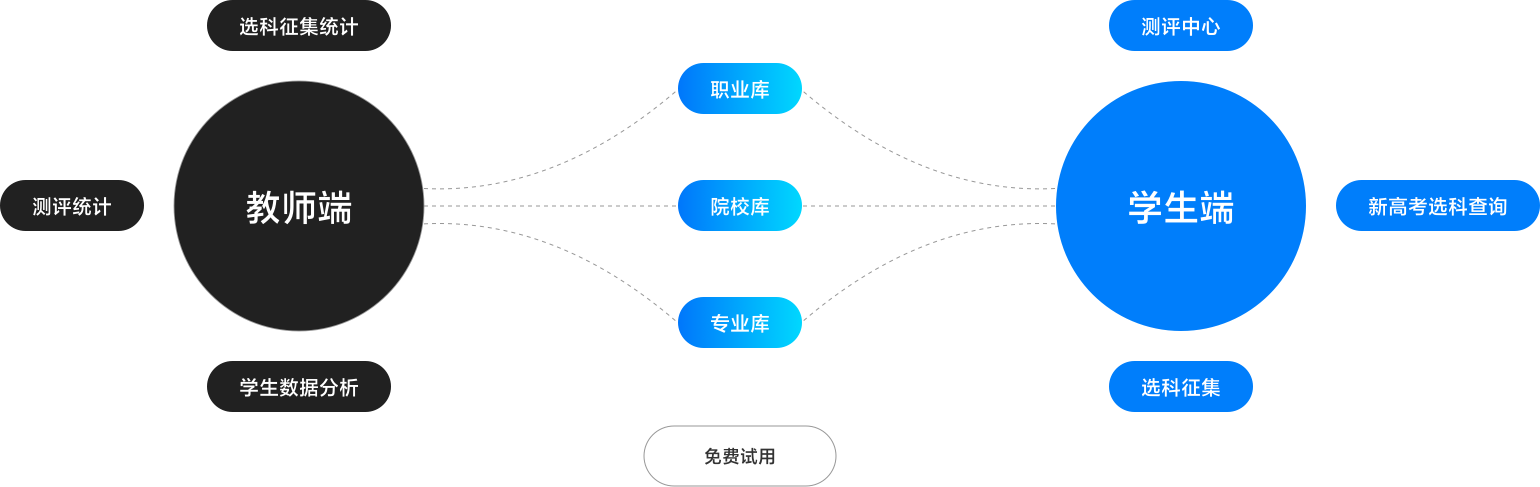 选科征集统计
测评中心
职业库
测评统计
教师端
院校库
学生端
新高考选科查询
专业库
学生数据分析
选科征集
免费试用